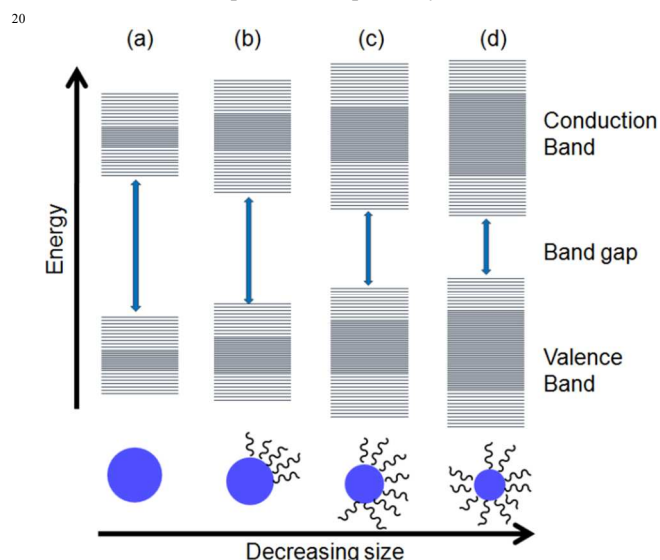 20
(a) (b) (c) (d)
Conduction
Band
Energy
Band gap
Valence
Band
Decreasing size